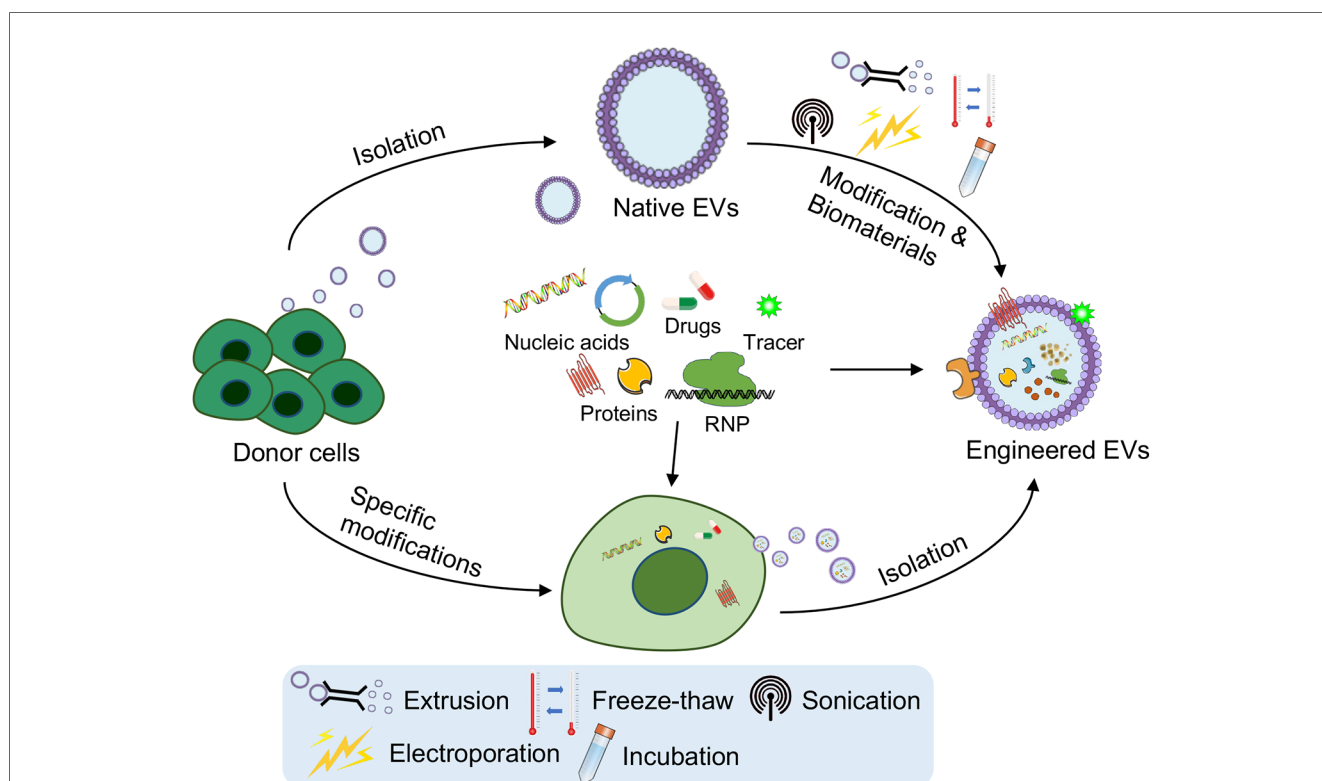 Isolation
Native EVs
Modification &
Biomaterials
Nucleic acids
Drugs
Tracer
Proteins
RNP
Donor cells
Engineered EVs
Specific
modifications
Isolation
Extrusion
Freeze-thaw
Sonication
Electroporation
Incubation